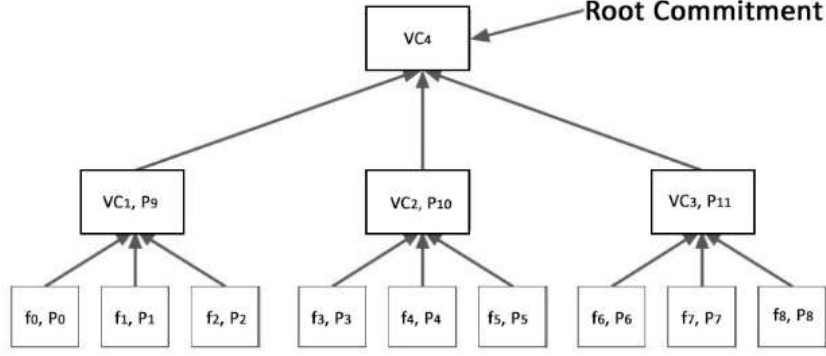 Root Commitment
VC₄
VC₁, P₉
VC₂, P₁₀
VC₃, P₁₁
f₀, P₀
f₁, P₁
f₂, P₂
f₃, P₃
f₄, P₄
f₅, P₅
f₆, P₆
f₇, P₇
f₈, P₈